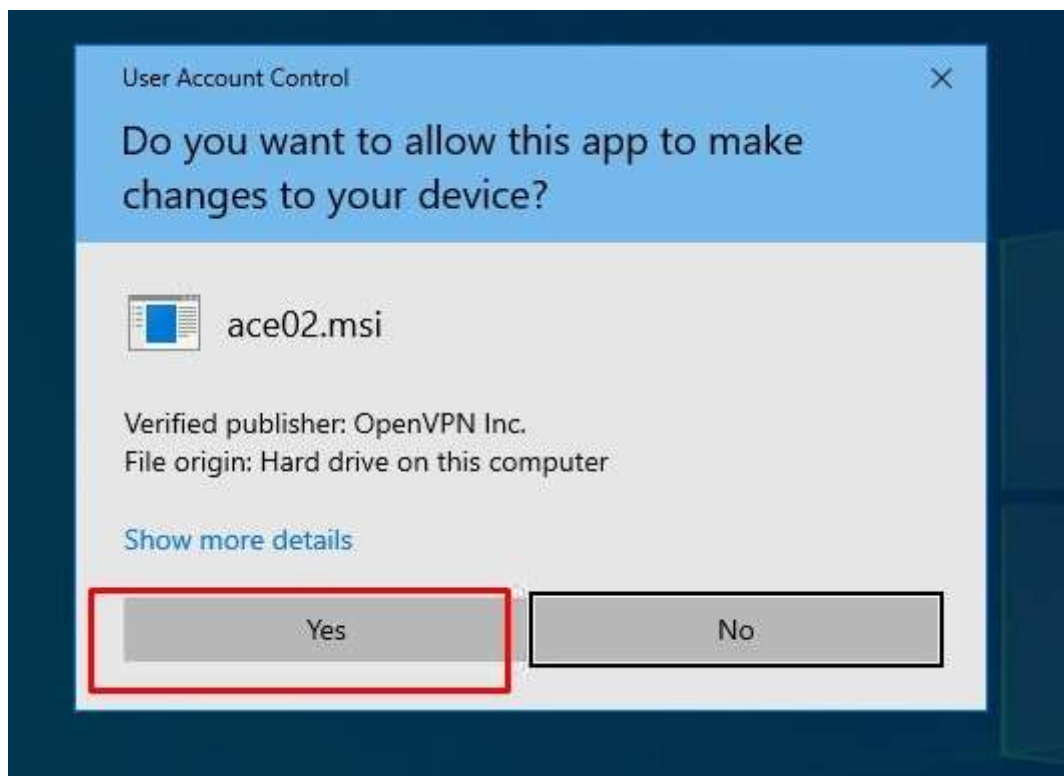 User Account Control
Do you want to allow this app to make
changes to your device?
ace02.msi
Verified publisher: OpenVPN Inc.
File origin: Hard drive on this computer
Show more details
Yes
No